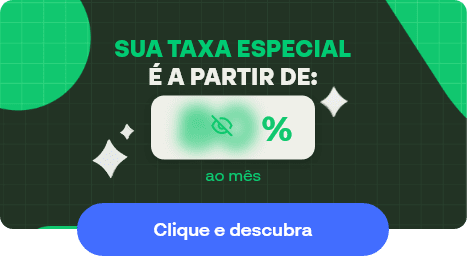 SUA TAXA ESPECIAL
É A PARTIR DE:
%
ao mês
Clique e descubra